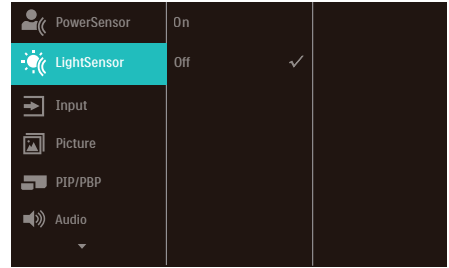 PowerSensor
On
LightSensor
Off
Input
Picture
PIP/PBP
Audio